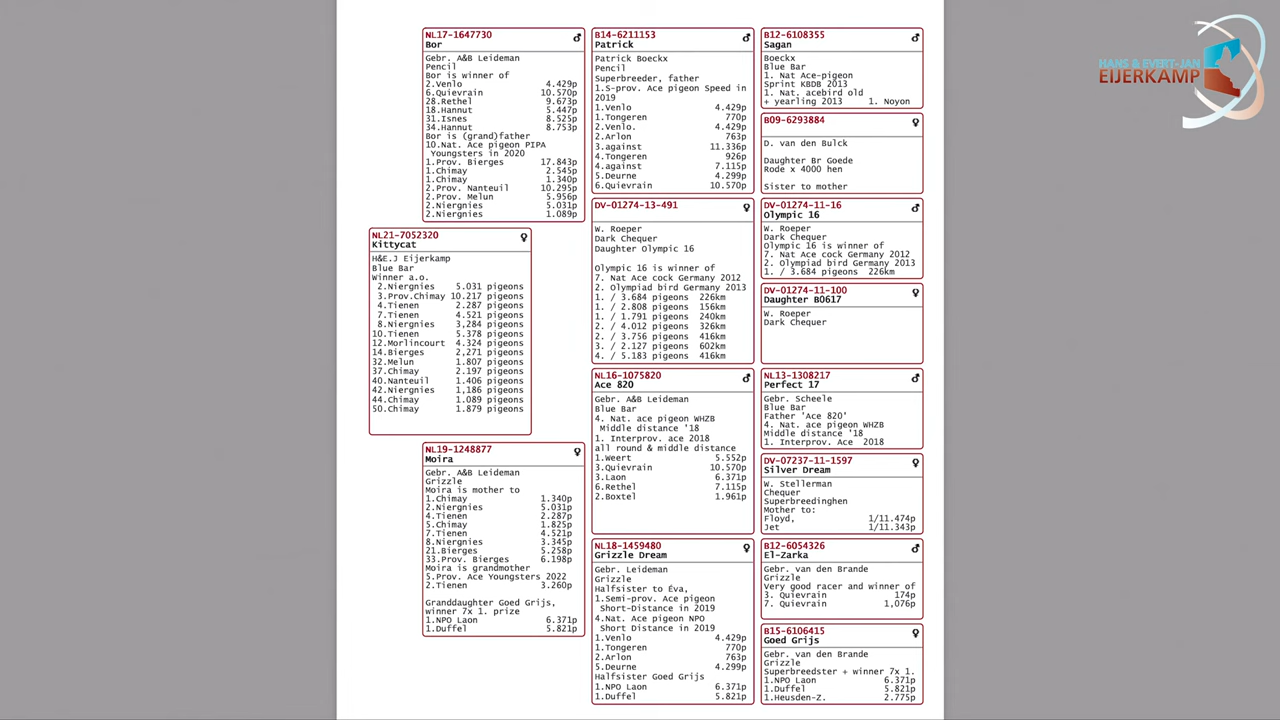 NL17-1647730
Bor
Gebr. A&B Leideman
Pencil
Bor is winner of
2.Venlo 4.429p
6.Quievrain 10.570p
28.Rethel 9.673p
18.Hannut 5.447p
31.Isnes 8.525p
34.Hannut 8.753p
Bor is (grand)father
10.Nat. Ace pigeon PIPA
Youngsters in 2020
1.Prov. Bierges 17.843p
1.Chimay 2.545p
1.Chimay 1.340p
2.Prov. Nanteuil 10.295p
2.Prov. Melun 5.956p
2.Niergnies 5.031p
2.Niergnies 1.089p
NL21-7052320
Kittycat
H&E.J Eijerkamp
Blue Bar
Winner a.o.
2.Niergnies 5.031 pigeons
3.Prov.Chimay 10.217 pigeons
4.Tienen 2.287 pigeons
7.Tienen 4.521 pigeons
8.Niergnies 3,284 pigeons
10.Tienen 5.378 pigeons
12.Morlincourt 4.324 pigeons
14.Bierges 2,271 pigeons
32.Melun 1.807 pigeons
37.Chimay 2.197 pigeons
40.Nanteuil 1.406 pigeons
42.Niergnies 1,186 pigeons
44.Chimay 1.089 pigeons
50.Chimay 1.879 pigeons
NL19-1248877
Moira
Gebr. A&B Leideman
Grizzle
Moira is mother to
1.Chimay 1.340p
2.Niergnies 5.031p
4.Tienen 2.287p
5.Chimay 1.825p
7.Tienen 4.521p
8.Niergnies 3.345p
21.Bierges 5.258p
33.Prov. Bierges 6.198p
Moira is grandmother
5.Prov. Ace Youngsters 2022
2.Tienen 3.260p
Granddaughter Goed Grijs,
winner 7x 1. prize
1.NPO Laon 6.371p
1.Duffel 5.821p
B14-6211153
Patrick
Patrick Boeckx
Pencil
Superbreeder, father
1.S-prov. Ace pigeon Speed in
2019
1.Venlo 4.429p
1.Tongeren 770p
2.Venlo. 4.429p
2.Arlon 763p
3.against 11.336p
4.Tongeren 926p
4.against 7.115p
5.Deurne 4.299p
6.Quievrain 10.570p
DV-01274-13-491
W. Roeper
Dark Chequer
Daughter Olympic 16
Olympic 16 is winner of
7. Nat Ace cock Germany 2012
2. Olympiad bird Germany 2013
1. / 3.684 pigeons 226km
1. / 2.808 pigeons 156km
1. / 1.791 pigeons 240km
2. / 4.012 pigeons 326km
2. / 3.756 pigeons 416km
3. / 2.127 pigeons 602km
4. / 5.183 pigeons 416km
NL16-1075820
Ace 820
Gebr. A&B Leideman
Blue Bar
4. Nat. ace pigeon WHZB
Middle distance '18
1. Interprov. ace 2018
all round & middle distance
1.Weert 5.552p
3.Quievrain 10.570p
3.Laon 6.371p
6.Rethel 7.115p
2.Boxtel 1.961p
NL18-1459480
Grizzle Dream
Gebr. Leideman
Grizzle
Halfsister to Éva,
1.Semi-prov. Ace pigeon
Short-Distance in 2019
4.Nat. Ace pigeon NPO
Short Distance in 2019
1.Venlo 4.429p
1.Tongeren 770p
2.Arlon 763p
5.Deurne 4.299p
Halfsister Goed Grijs
1.NPO Laon 6.371p
1.Duffel 5.821p
B12-6108355
Sagan
Boeckx
Blue Bar
1. Nat Ace-pigeon
Sprint KBDB 2013
1. Nat. acebird old
+ yearling 2013 1. Noyon
B09-6293884
D. van den Bulck
Daughter Br Goede
Rode x 4000 hen
Sister to mother
DV-01274-11-16
Olympic 16
W. Roeper
Dark Chequer
Olympic 16 is winner of
7. Nat Ace cock Germany 2012
2. Olympiad bird Germany 2013
1. / 3.684 pigeons 226km
DV-01274-11-100
Daughter B0617
W. Roeper
Dark Chequer
NL13-1308217
Perfect 17
Gebr. Scheele
Blue Bar
Father 'Ace 820'
4. Nat. ace pigeon WHZB
Middle distance '18
1. Interprov. Ace 2018
DV-07237-11-1597
Silver Dream
W. Stellerman
Chequer
Superbreedinghen
Mother to:
Floyd, 1/11.474p
Jet 1/11.343p
B12-6054326
El-Zarka
Gebr. van den Brande
Grizzle
Very good racer and winner of
3. Quievrain 174p
7. Quievrain 1,076p
B15-6106415
Goed Grijs
Gebr. van den Brande
Grizzle
Superbreedster + winner 7x 1.
1.NPO Laon 6.371p
1.Duffel 5.821p
1.Heusden-Z. 2.775p
HANS & EVERT-JAN
EIJERKAMP